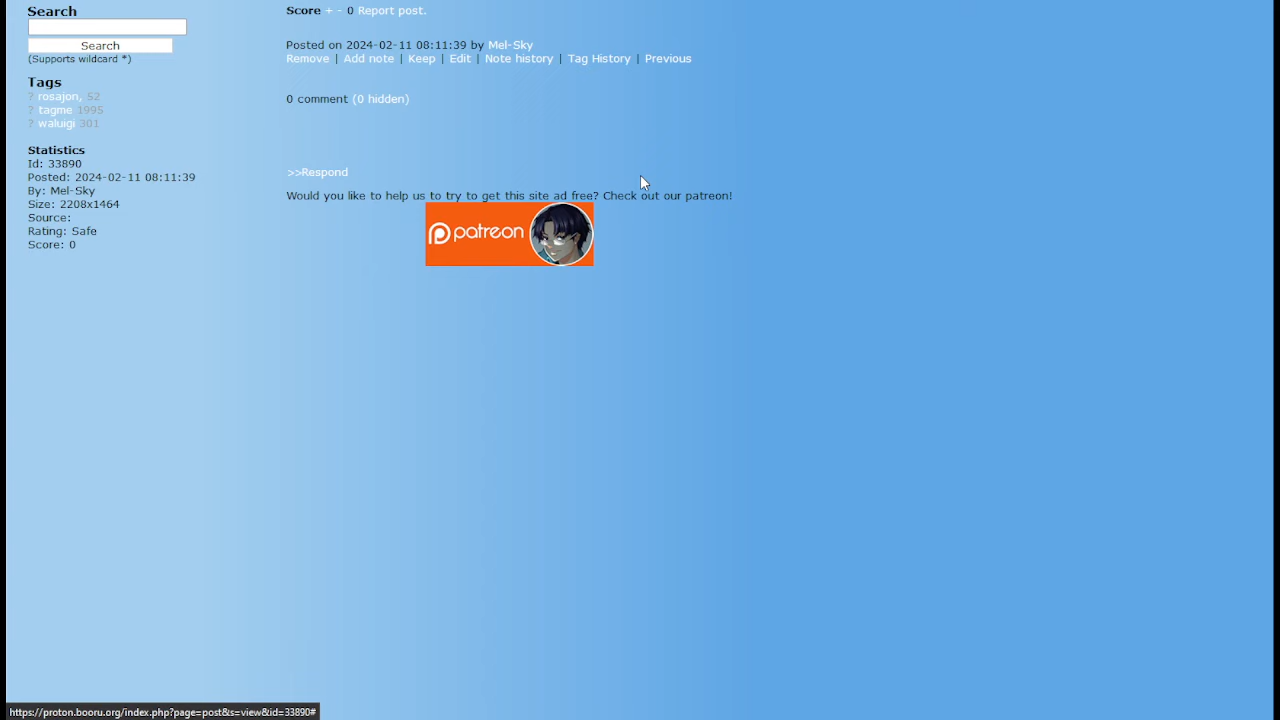 Search
Search
(Supports wildcard *)
Tags
? rosajon, 52
? tagme 1995
? waluigi 301
Statistics
Id: 33890
Posted: 2024-02-11 08:11:39
By: Mel-Sky
Size: 2208x1464
Source:
Rating: Safe
Score: 0
Score + - 0 Report post.
Posted on 2024-02-11 08:11:39 by Mel-Sky
Remove | Add note | Keep | Edit | Note history | Tag History | Previous
0 comment (0 hidden)
>>Respond
Would you like to help us to try to get this site ad free? Check out our patreon!
patreon
https://proton.booru.org/index.php?page=post&s=view&id=33890#